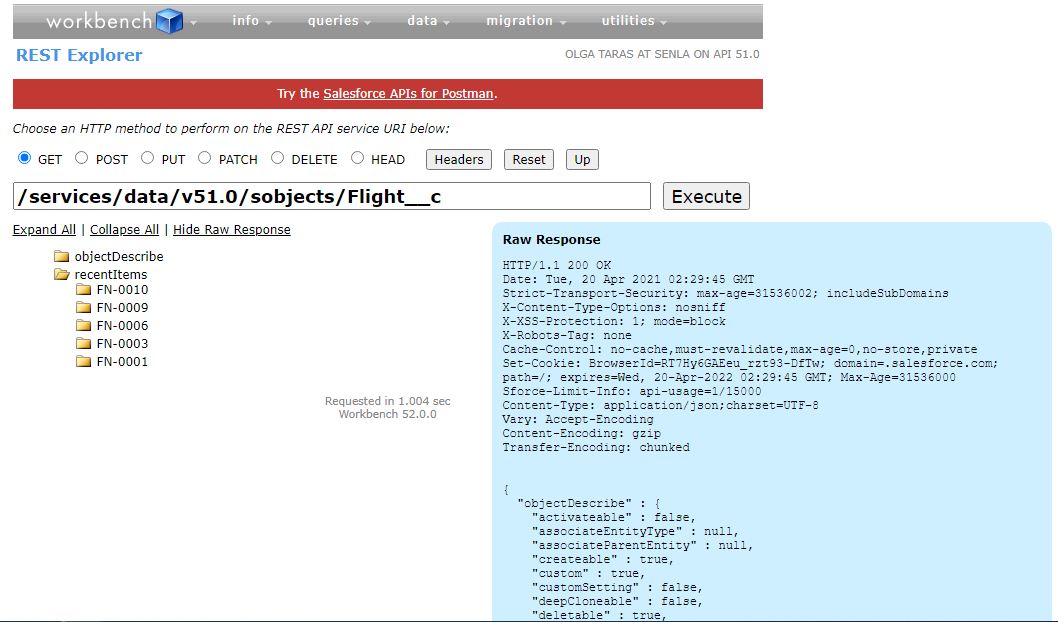 workbench info queries data migration utilities
REST Explorer
OLGA TARAS AT SENLA ON API 51.0
Try the Salesforce APIs for Postman.
Choose an HTTP method to perform on the REST API service URI below:
GET POST PUT PATCH DELETE HEAD Headers Reset Up
/services/data/v51.0/sobjects/Flight__c Execute
Expand All | Collapse All | Hide Raw Response
objectDescribe
recentItems
FN-0010
FN-0009
FN-0006
FN-0003
FN-0001
Requested in 1.004 sec
Workbench 52.0.0
Raw Response
HTTP/1.1 200 OK
Date: Tue, 20 Apr 2021 02:29:45 GMT
Strict-Transport-Security: max-age=31536002; includeSubDomains
X-Content-Type-Options: nosniff
X-XSS-Protection: 1; mode=block
X-Robots-Tag: none
Cache-Control: no-cache,must-revalidate,max-age=0,no-store,private
Set-Cookie: BrowserId=RT7Hy6GAEeu_rzt93-DfTw; domain=.salesforce.com;
path=/; expires=Wed, 20-Apr-2022 02:29:45 GMT; Max-Age=31536000
Sforce-Limit-Info: api-usage=1/15000
Content-Type: application/json;charset=UTF-8
Vary: Accept-Encoding
Content-Encoding: gzip
Transfer-Encoding: chunked
{
"objectDescribe" : {
"activateable" : false,
"associateEntityType" : null,
"associateParentEntity" : null,
"createable" : true,
"custom" : true,
"customSetting" : false,
"deepCloneable" : false,
"deletable" : true,